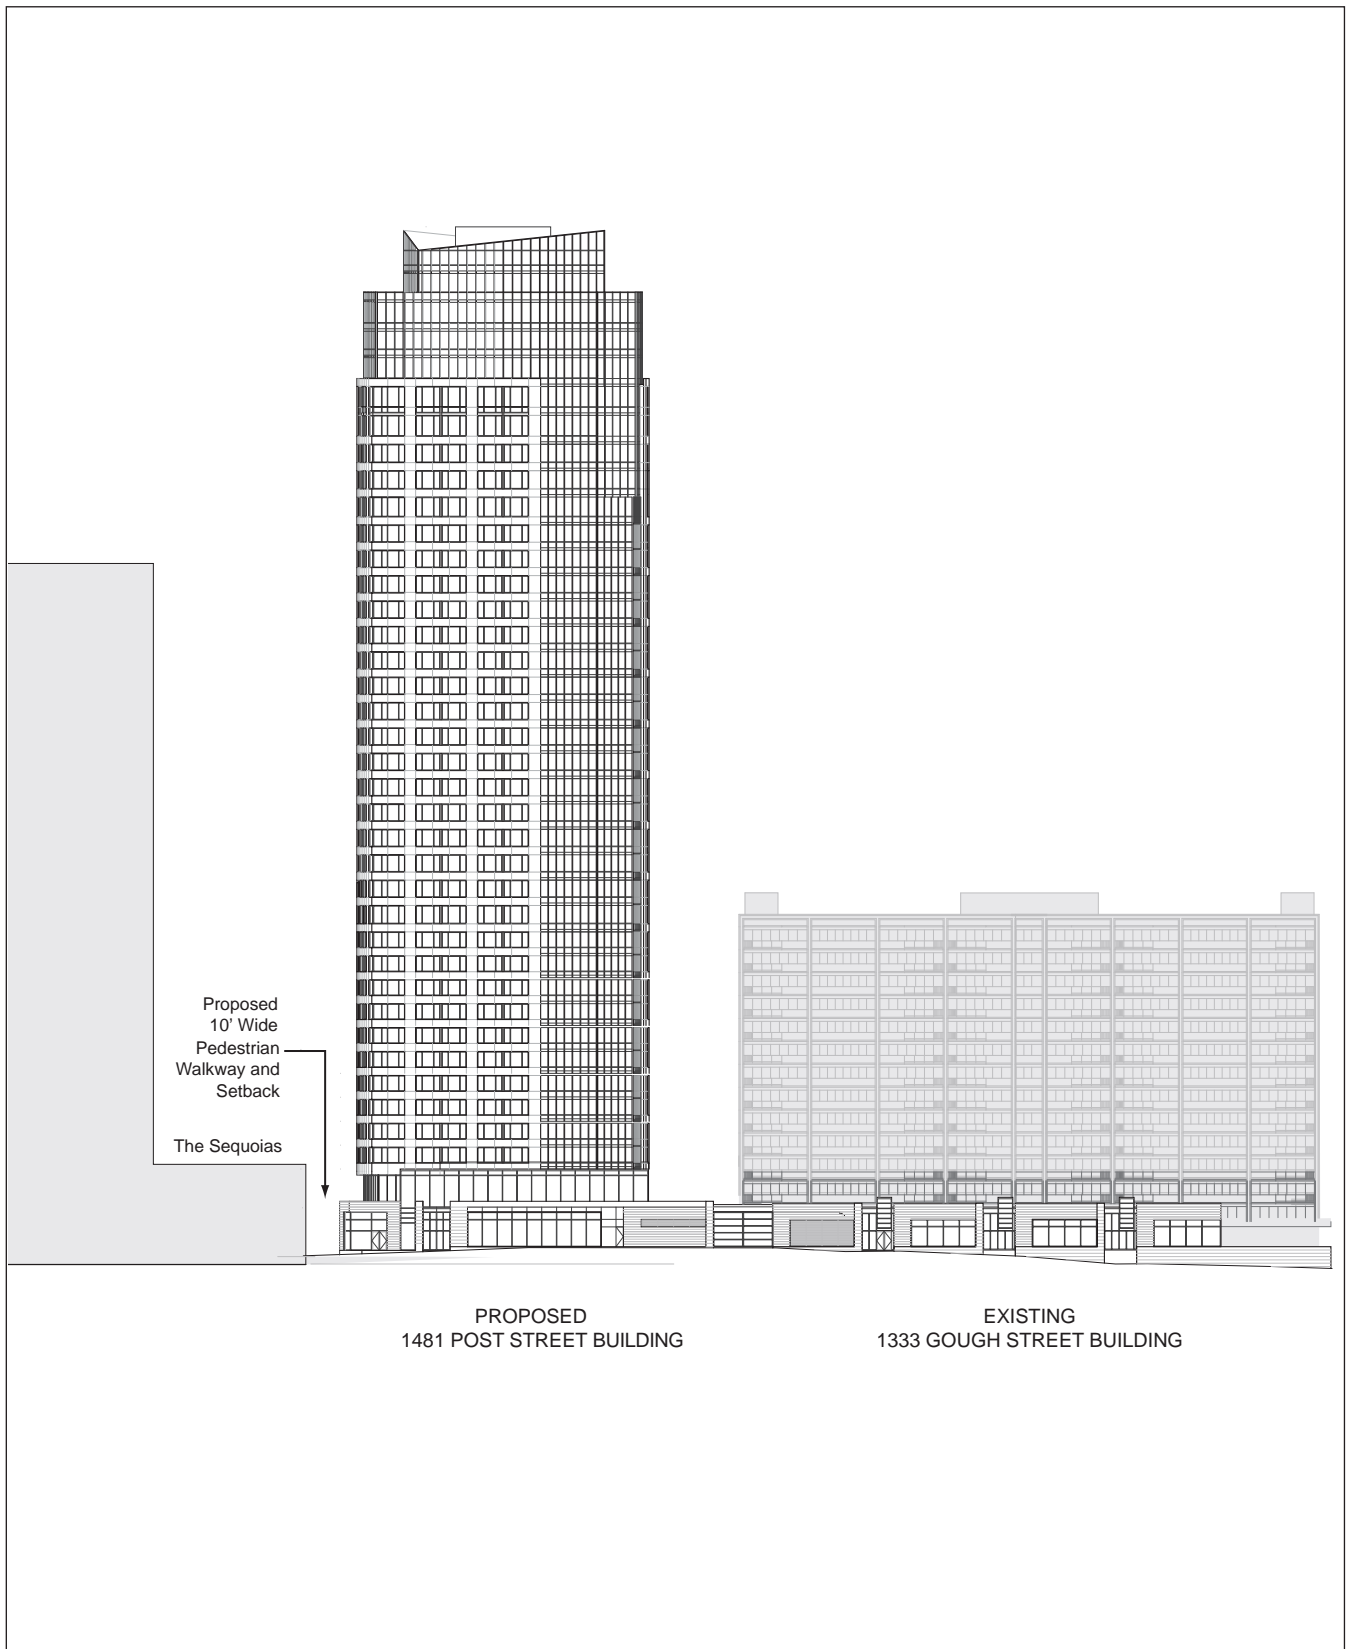 Proposed
10’ Wide
Pedestrian
Walkway and
Setback
The Sequoias
PROPOSED
1481 POST STREET BUILDING
EXISTING
1333 GOUGH STREET BUILDING